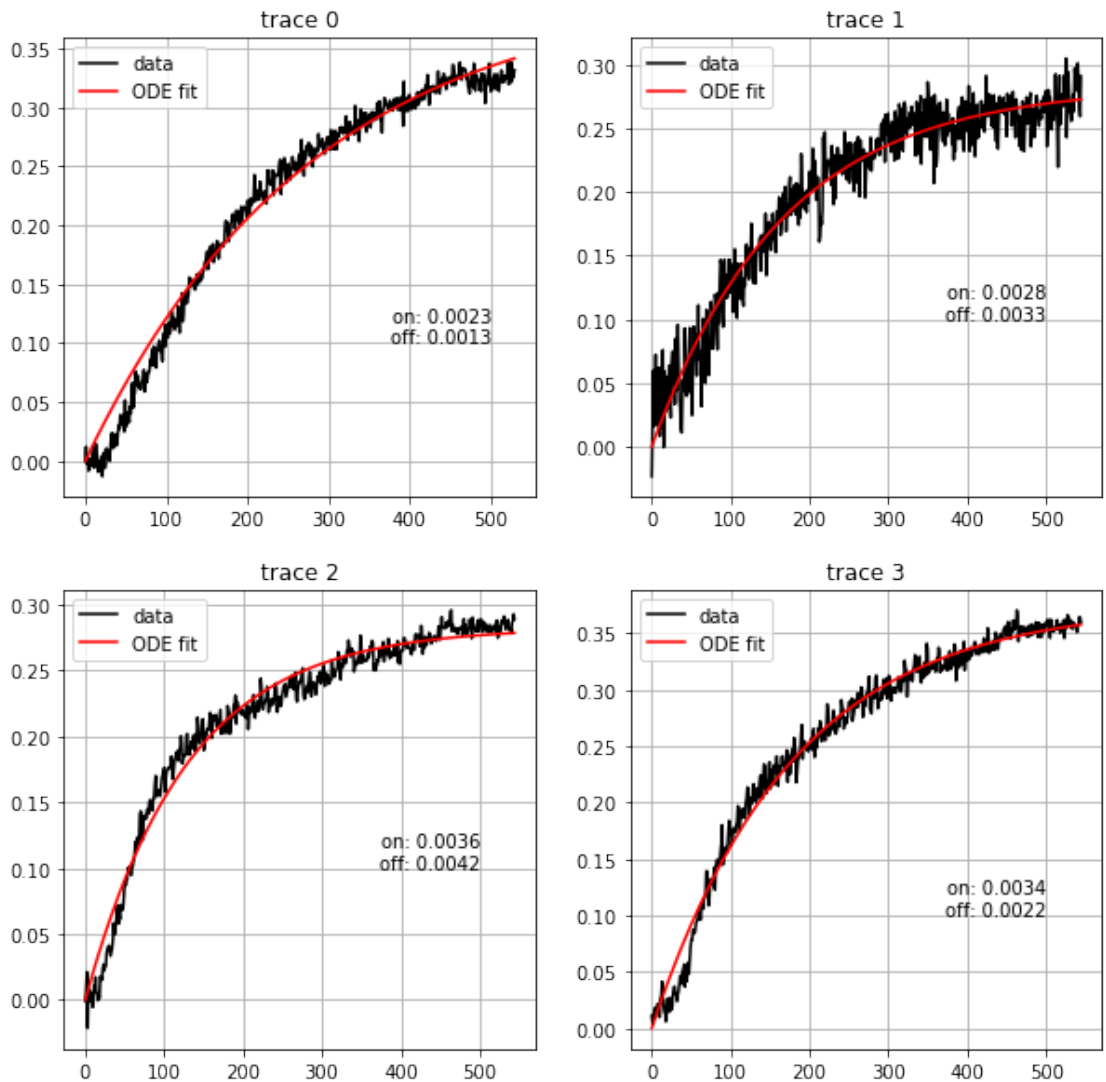 trace 0
0.35
0.30
0.25
0.20
0.15
0.10
0.05
0.00
data
ODE fit
on: 0.0023
off: 0.0013
0 100 200 300 400 500
trace 1
0.30
0.25
0.20
0.15
0.10
0.05
0.00
data
ODE fit
on: 0.0028
off: 0.0033
0 100 200 300 400 500
trace 2
0.30
0.25
0.20
0.15
0.10
0.05
0.00
data
ODE fit
on: 0.0036
off: 0.0042
0 100 200 300 400 500
trace 3
0.35
0.30
0.25
0.20
0.15
0.10
0.05
0.00
data
ODE fit
on: 0.0034
off: 0.0022
0 100 200 300 400 500